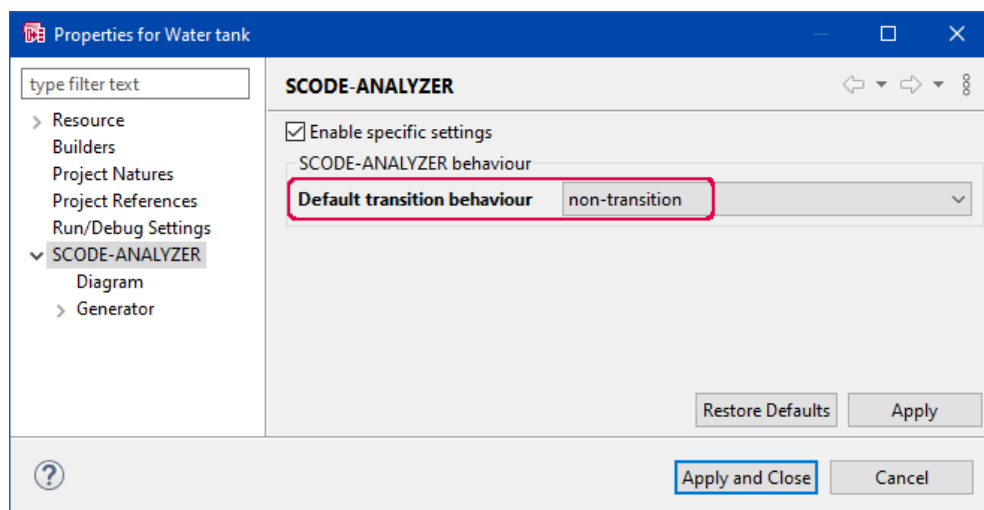 Properties for Water tank
type filter text
Resource
Builders
Project Natures
Project References
Run/Debug Settings
SCODE-ANALYZER
Diagram
Generator
SCODE-ANALYZER
Enable specific settings
SCODE-ANALYZER behaviour
Default transition behaviour non-transition
Restore Defaults Apply
Apply and Close Cancel